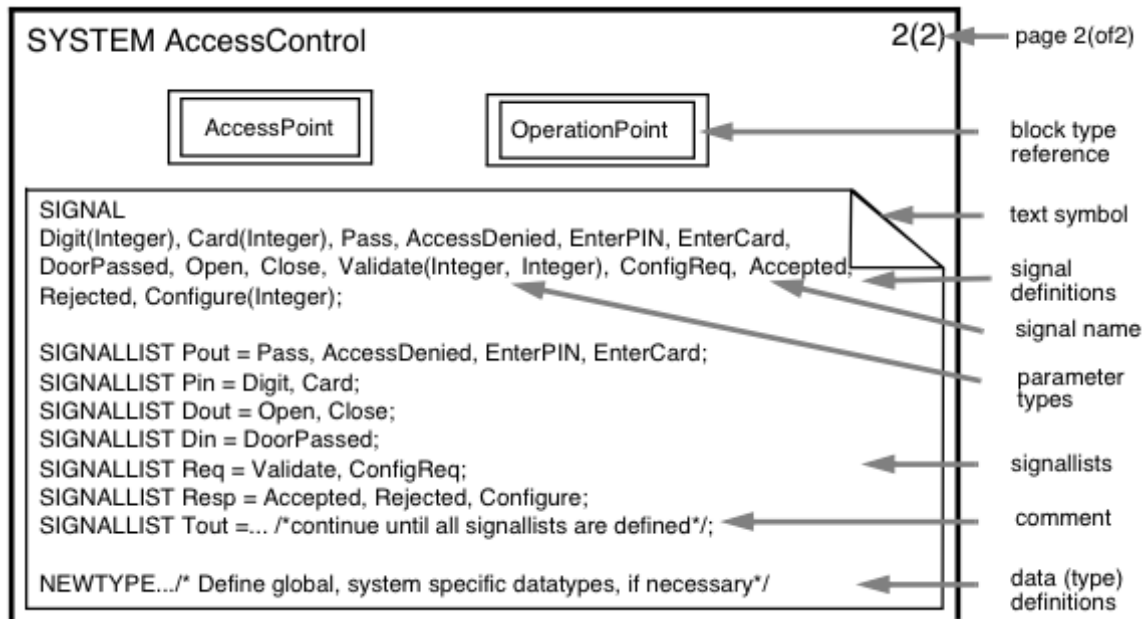 SYSTEM AccessControl
2(2)
page 2(of2)
AccessPoint
OperationPoint
block type
reference
SIGNAL
Digit(Integer), Card(Integer), Pass, AccessDenied, EnterPIN, EnterCard,
DoorPassed, Open, Close, Validate(Integer, Integer), ConfigReq, Accepted,
Rejected, Configure(Integer);
text symbol
signal
definitions
signal name
SIGNALLIST Pout = Pass, AccessDenied, EnterPIN, EnterCard;
SIGNALLIST Pin = Digit, Card;
SIGNALLIST Dout = Open, Close;
SIGNALLIST Din = DoorPassed;
SIGNALLIST Req = Validate, ConfigReq;
SIGNALLIST Resp = Accepted, Rejected, Configure;
SIGNALLIST Tout =... /*continue until all signallists are defined*/;
parameter
types
signallists
comment
NEWTYPE.../* Define global, system specific datatypes, if necessary*/
data (type)
definitions